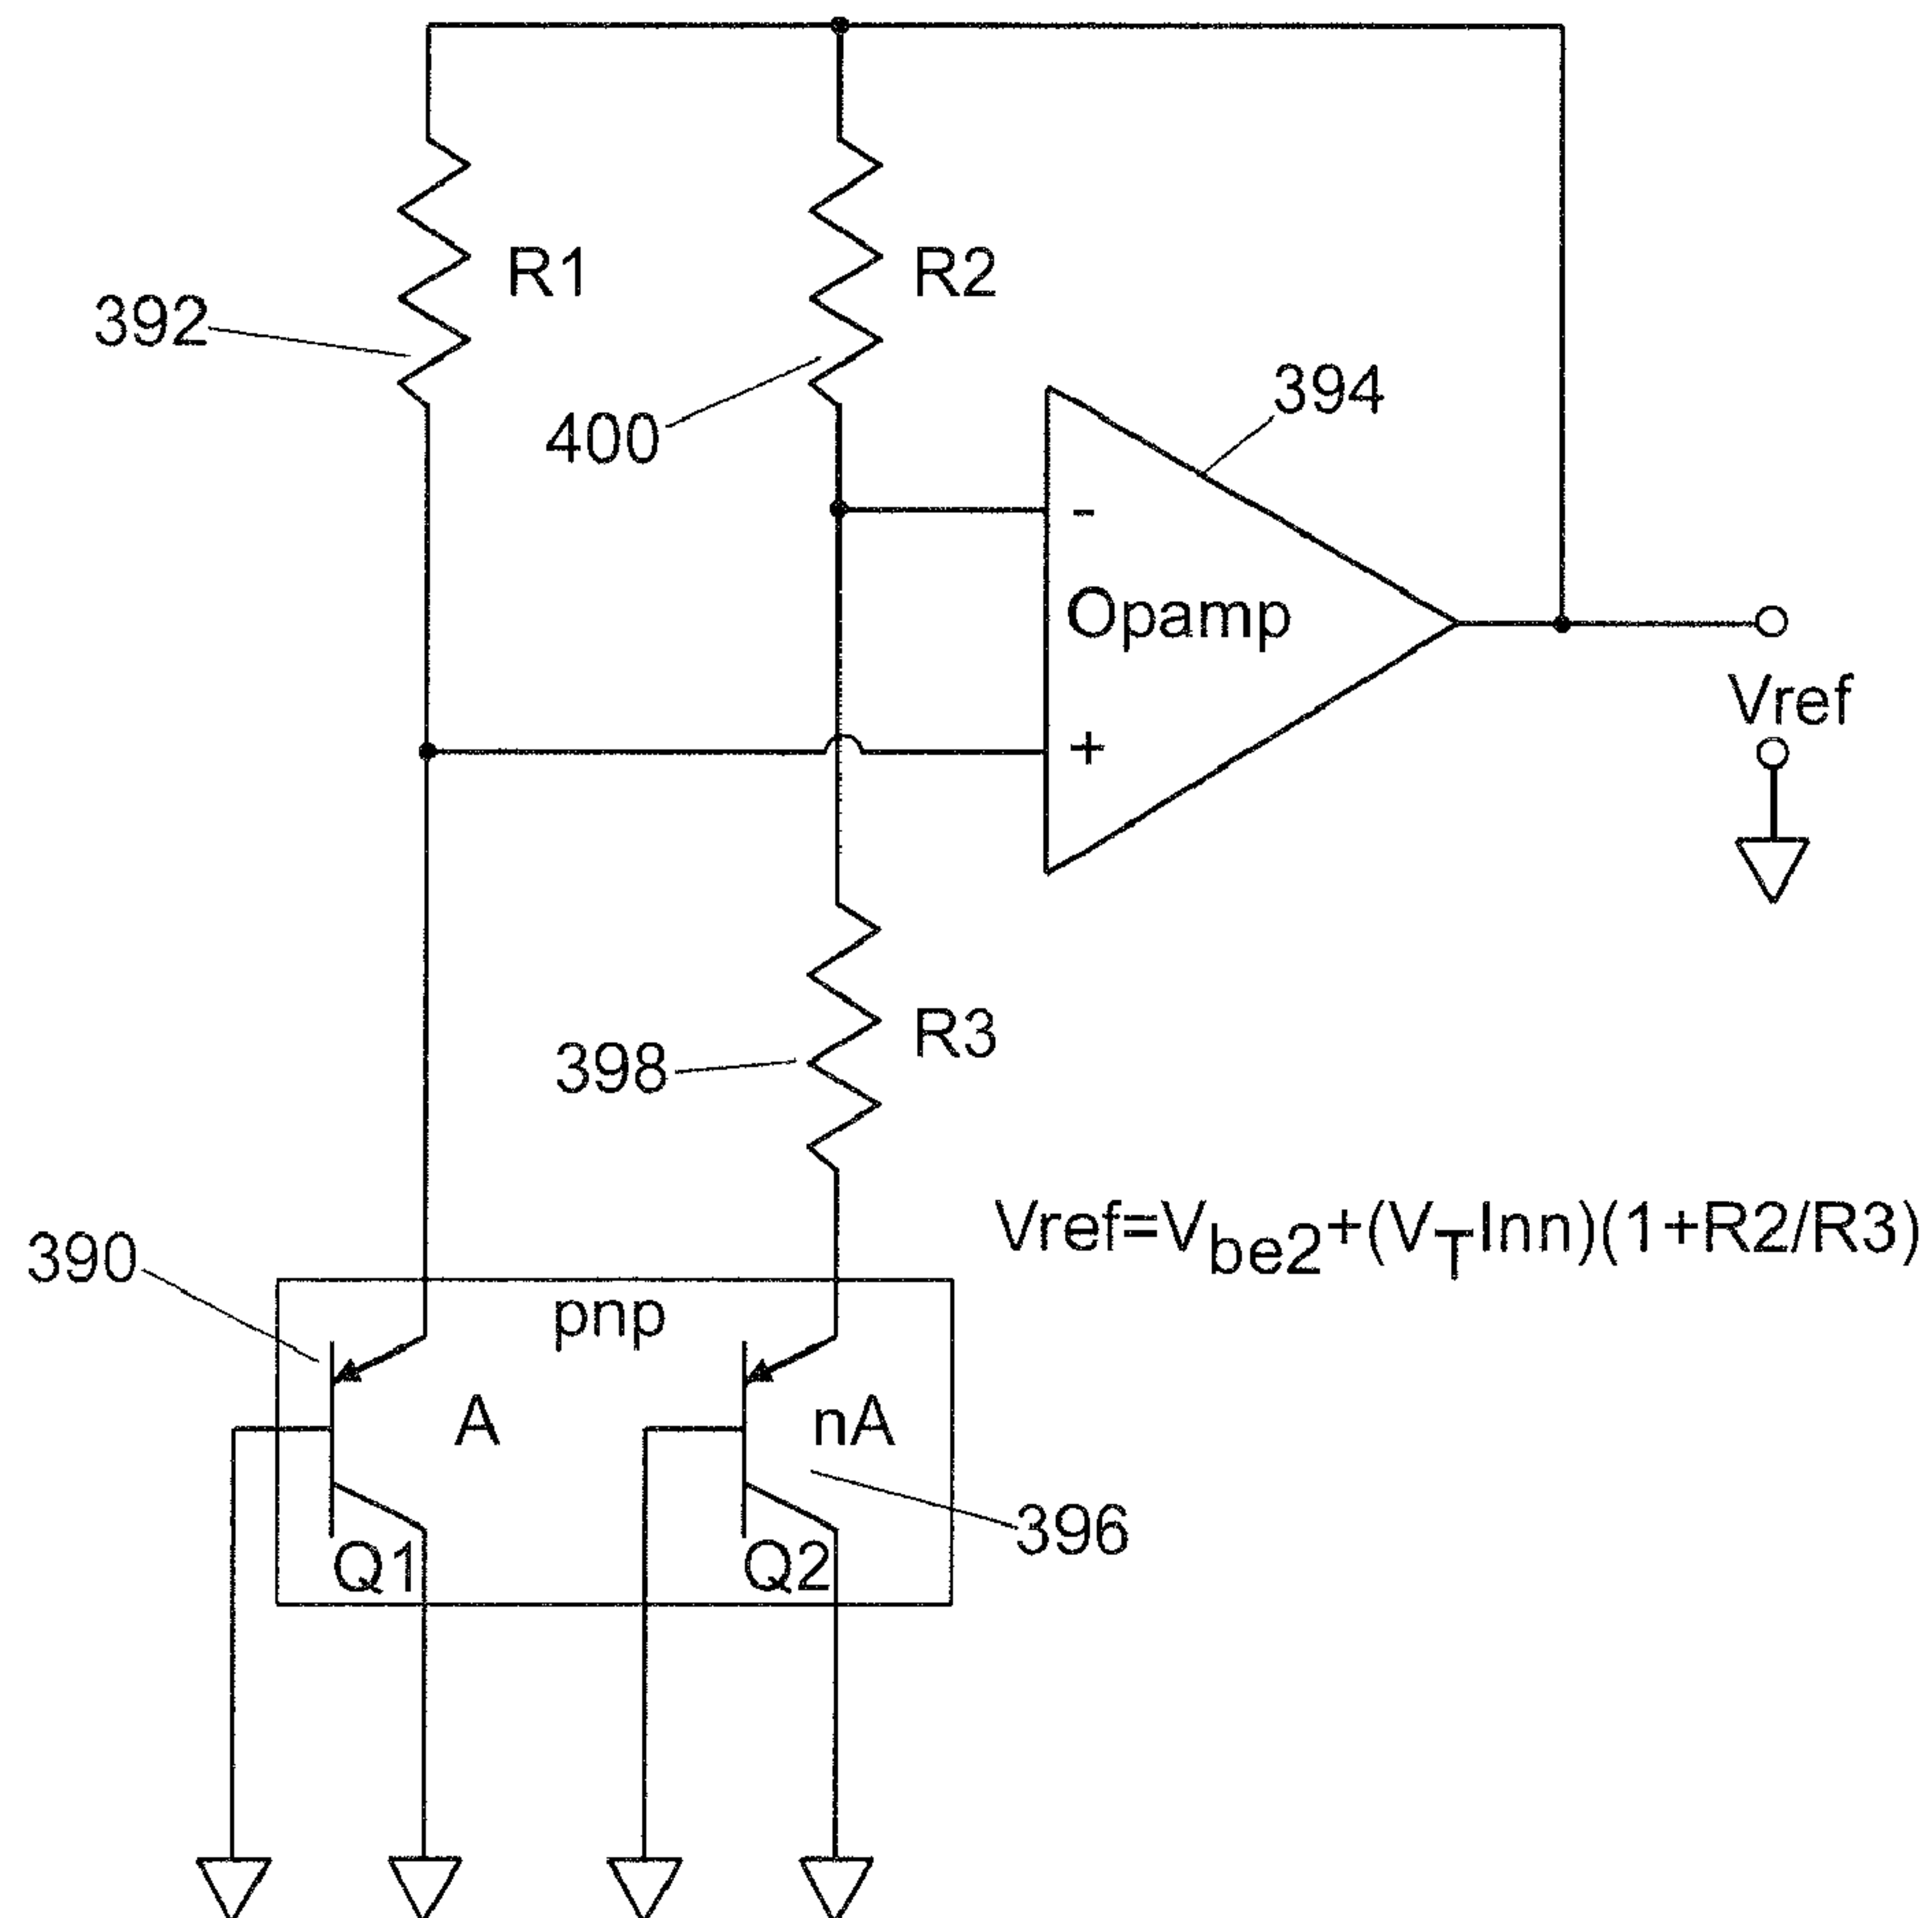 R1
R2
392
400
394
-
Opamp
+
Vref
R3
398
Vref=Vbe2+(VTlnn)(1+R2/R3)
390
pnp
A
nA
396
Q1
Q2